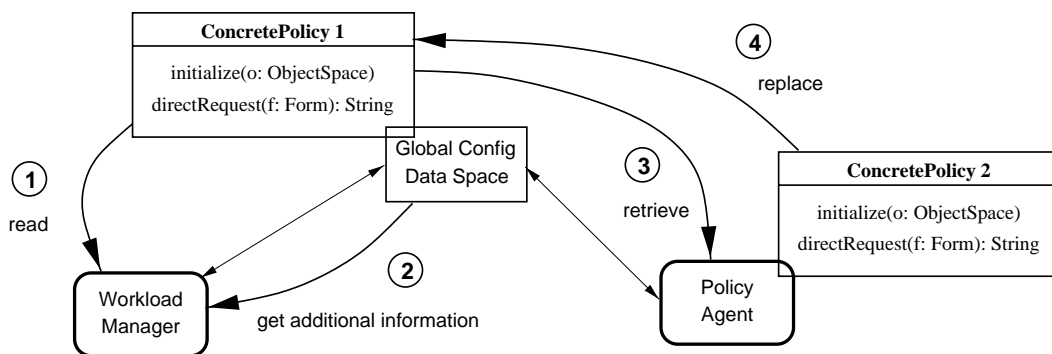 ConcretePolicy 1
initialize(o: ObjectSpace)
directRequest(f: Form): String
4
replace
Global Config
Data Space
1
read
3
retrieve
ConcretePolicy 2
initialize(o: ObjectSpace)
directRequest(f: Form): String
2
get additional information
Workload
Manager
Policy
Agent